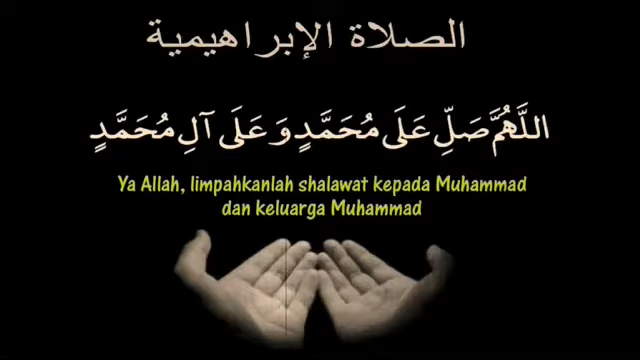 الصلاة الإبراهيمية
اللَّهُمَّ صَلِّ عَلَى مُحَمَّدٍ وَ عَلَى آلِ مُحَمَّدٍ
Ya Allah, limpahkanlah shalawat kepada Muhammad
dan keluarga Muhammad